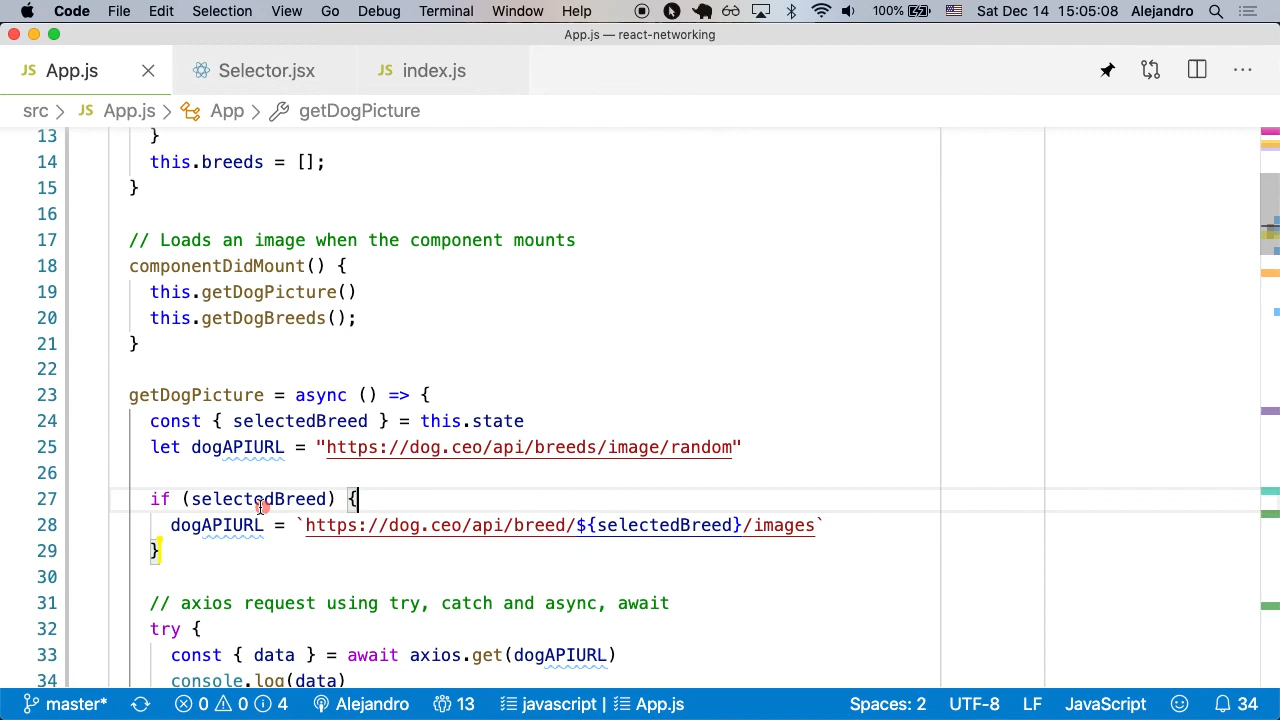 Code File Edit Selection View Go Debug Terminal Window Help 100% Sat Dec 14 15:05:08 Alejandro
App.js — react-networking
JS App.js Selector.jsx JS index.js
src > JS App.js > App > getDogPicture
13 }
14 this.breeds = [];
15 }
16
17 // Loads an image when the component mounts
18 componentDidMount() {
19 this.getDogPicture()
20 this.getDogBreeds();
21 }
22
23 getDogPicture = async () => {
24 const { selectedBreed } = this.state
25 let dogAPIURL = "https://dog.ceo/api/breeds/image/random"
26
27 if (selectedBreed) {
28 dogAPIURL = `https://dog.ceo/api/breed/${selectedBreed}/images`
29 }
30
31 // axios request using try, catch and async, await
32 try {
33 const { data } = await axios.get(dogAPIURL)
34 console.log(data)
master* 0 0 4 Alejandro 13 javascript | App.js Spaces: 2 UTF-8 LF JavaScript 34